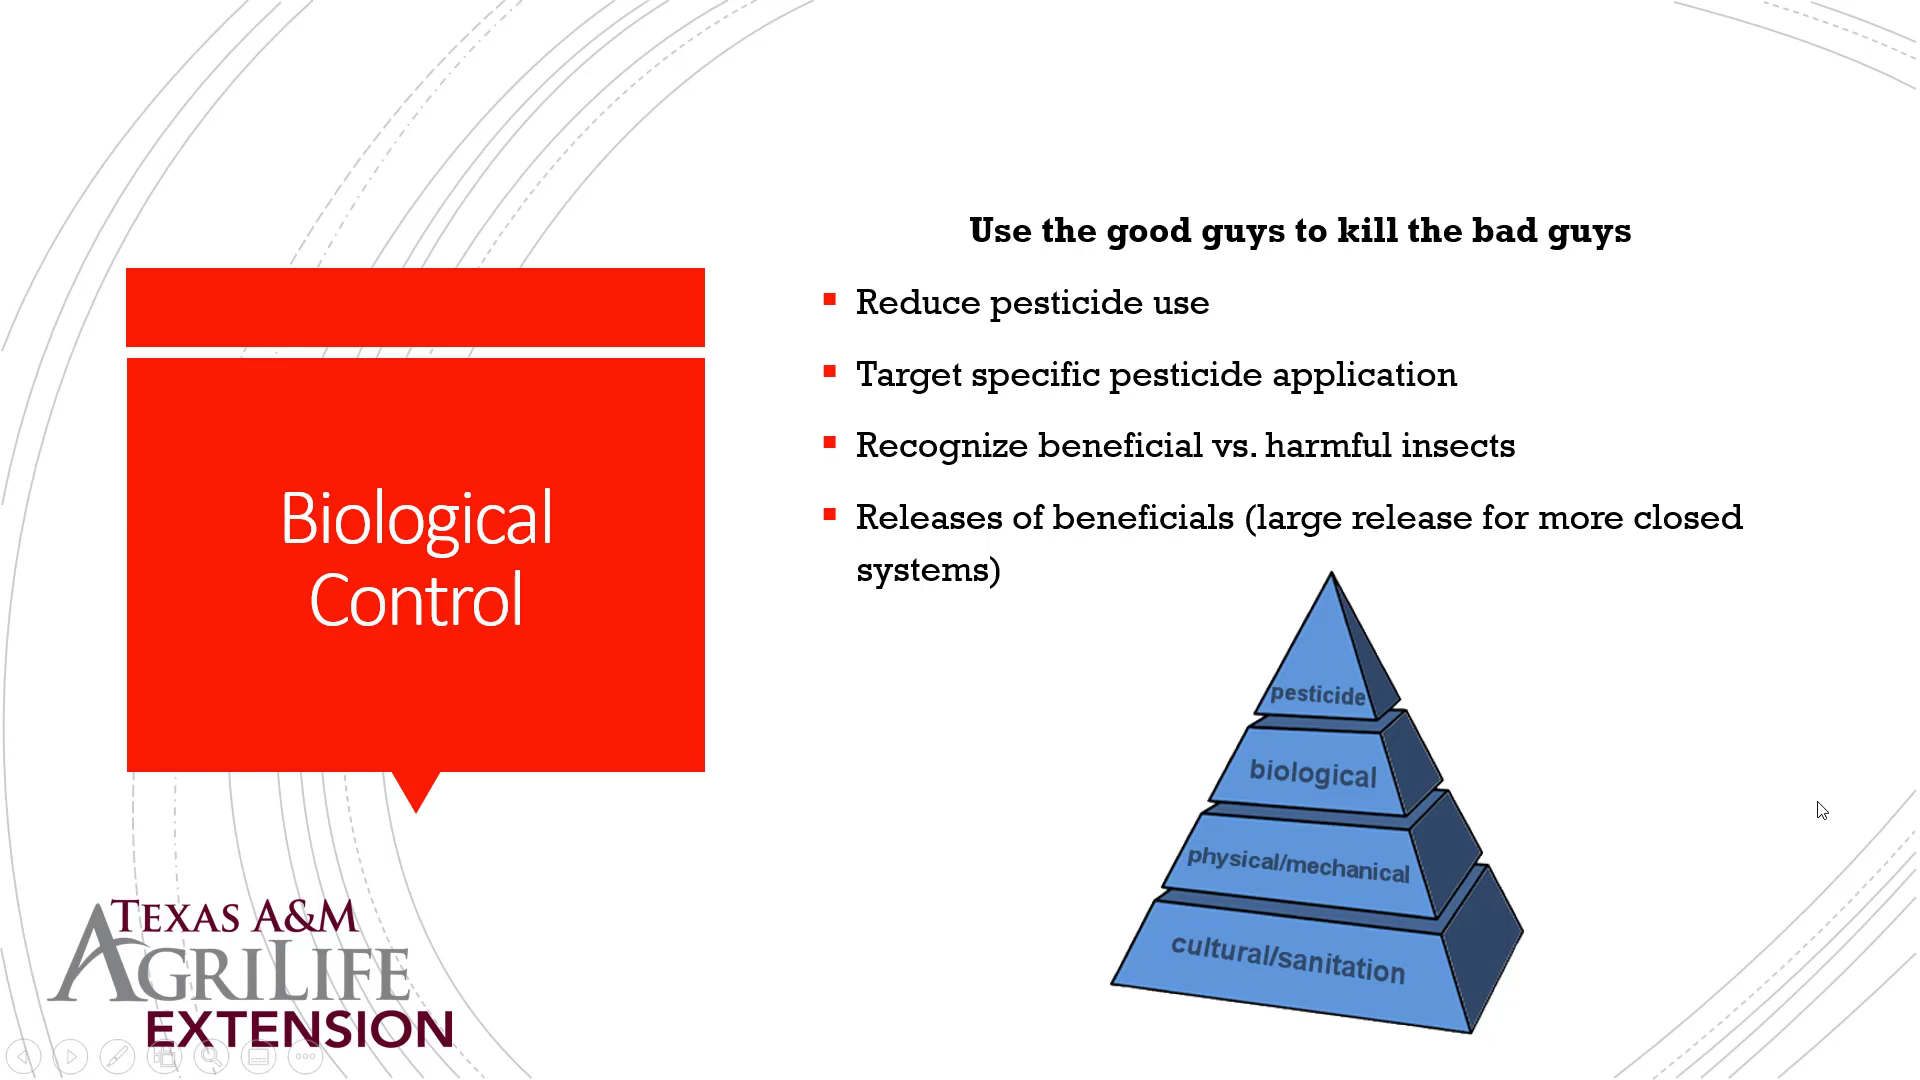 Use the good guys to kill the bad guys
Reduce pesticide use
Target specific pesticide application
Recognize beneficial vs. harmful insects
Releases of beneficials (large release for more closed
systems)
Biological
Control
pesticide
biological
physical/mechanical
cultural/sanitation
TEXAS A&M
AGRILIFE
EXTENSION